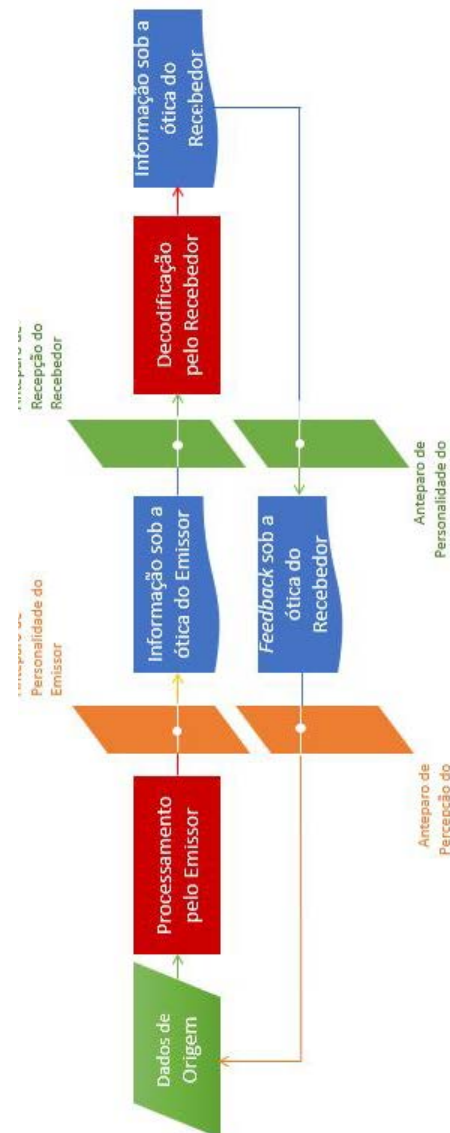 Dados de
Origem
Processamento
pelo Emissor
Personalidade do
Emissor
Informação sob a
ótica do Emissor
Recepção do
Recebedor
Decodificação
pelo Recebedor
Informação sob a
ótica do
Recebedor
Anteparo de
Percepção do
Feedback sob a
ótica do
Recebedor
Anteparo de
Personalidade do